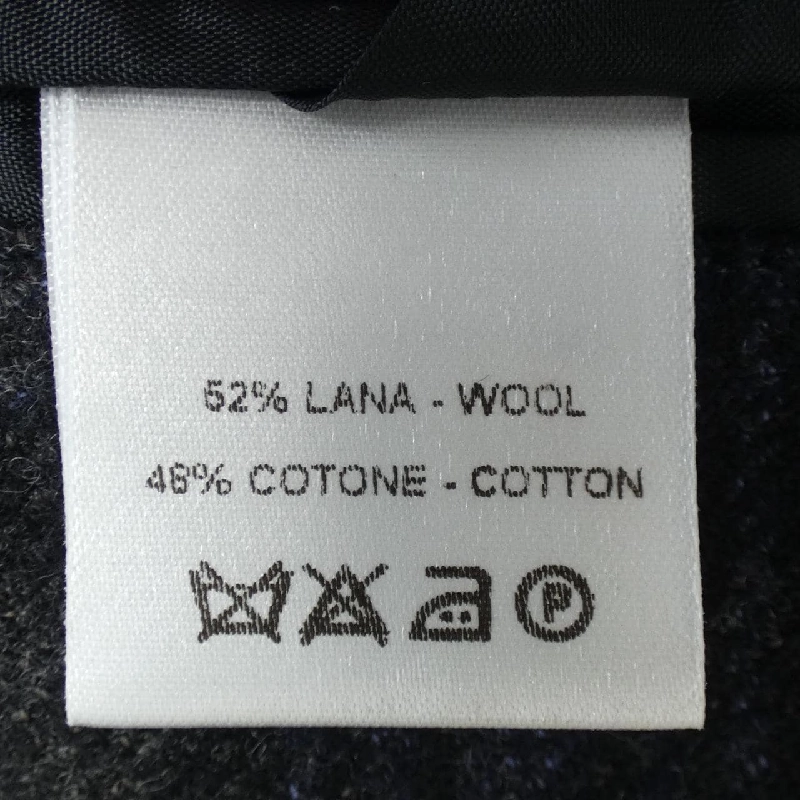 52% LANA - WOOL
48% COTONE - COTTON
P